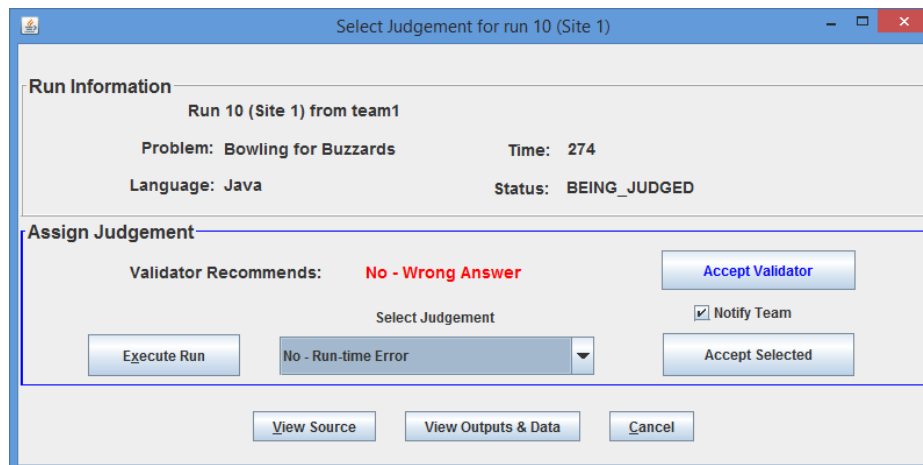 Select Judgement for run 10 (Site 1)
Run Information
Run 10 (Site 1) from team1
Problem: Bowling for Buzzards
Time: 274
Language: Java
Status: BEING_JUDGED
Assign Judgement
Validator Recommends: No - Wrong Answer
Accept Validator
Select Judgement
Notify Team
Execute Run
No - Run-time Error
Accept Selected
View Source
View Outputs & Data
Cancel